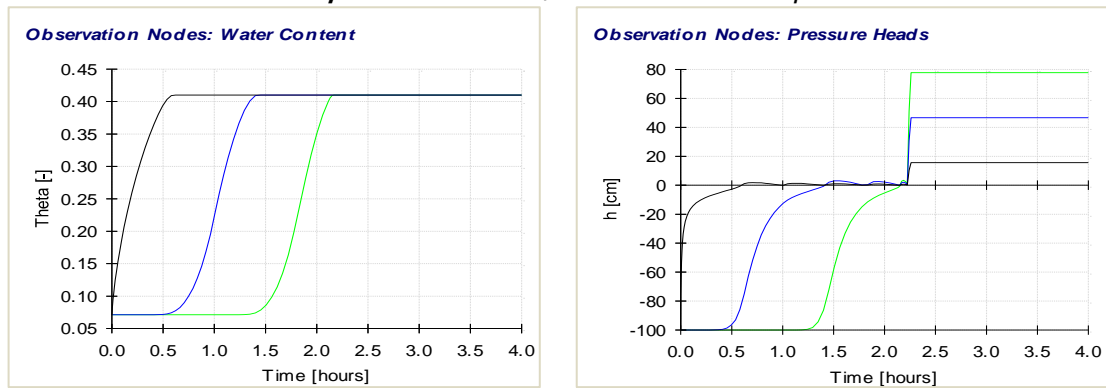 Observation Nodes: Water Content
0.45
0.40
0.35
0.30
0.25
0.20
0.15
0.10
0.05
Theta [-]
0.0 0.5 1.0 1.5 2.0 2.5 3.0 3.5 4.0
Time [hours]
Observation Nodes: Pressure Heads
80
60
40
20
0
-20
-40
-60
-80
-100
h [cm]
0.0 0.5 1.0 1.5 2.0 2.5 3.0 3.5 4.0
Time [hours]